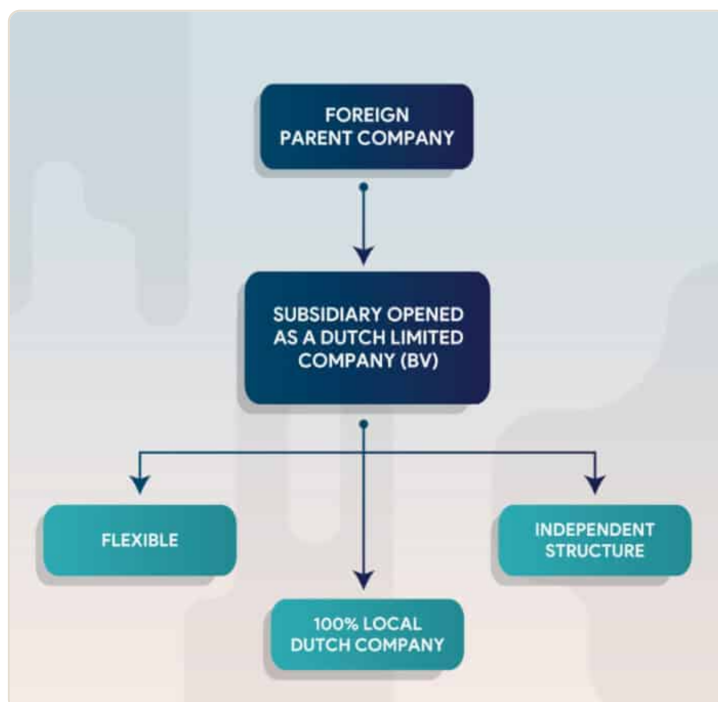 FOREIGN
PARENT COMPANY
SUBSIDIARY OPENED
AS A DUTCH LIMITED
COMPANY (BV)
FLEXIBLE
INDEPENDENT
STRUCTURE
100% LOCAL
DUTCH COMPANY